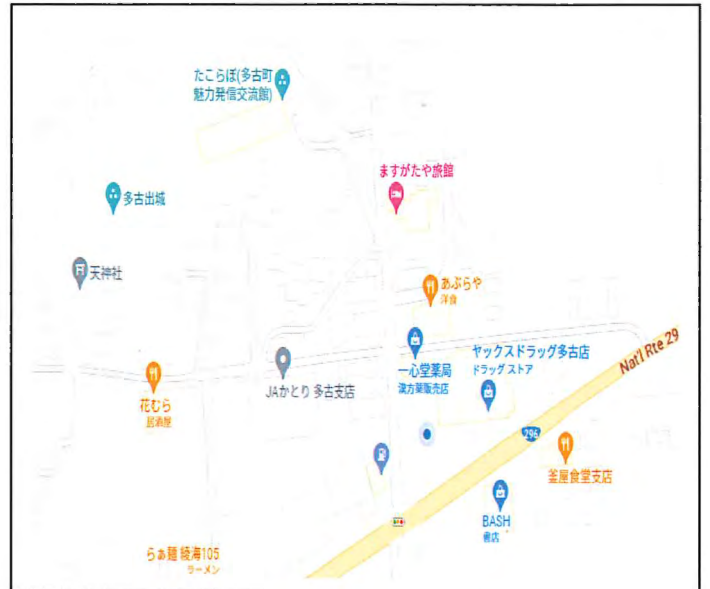 たこらぼ(多古町
魅力発信交流館)
ますがたや旅館
多古出城
天神社
あぶらや
洋食
Nat'l Rte 29
ヤックスドラッグ多古店
ドラッグ ストア
一心堂薬局
漢方薬販売店
JAかとり 多古支店
花むら
居酒屋
296
釜屋食堂支店
BASH
書店
らぁ麺 綾海105
ラーメン